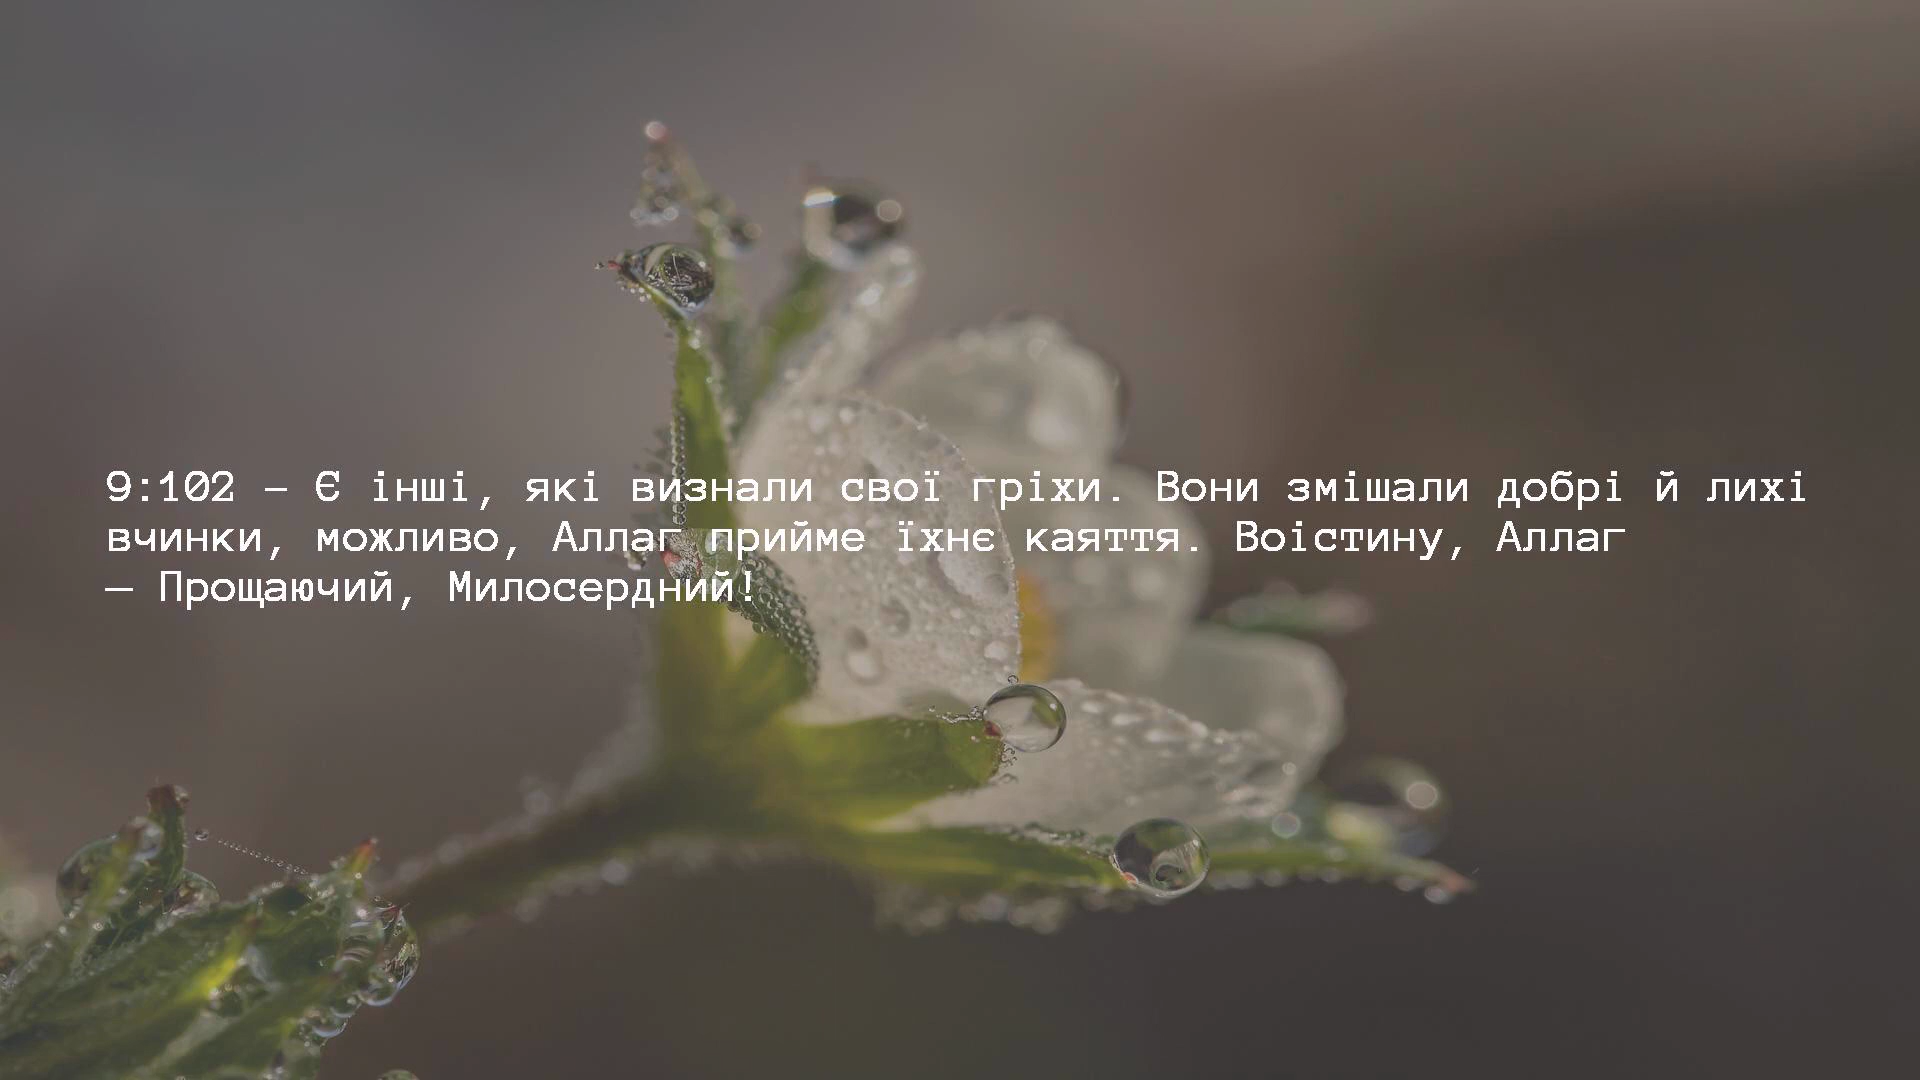 9:102 – Є інші, які визнали свої гріхи. Вони змішали добрі й лихі
вчинки, можливо, Аллаг прийме їхнє каяття. Воістину, Аллаг
– Прощаючий, Милосердний!